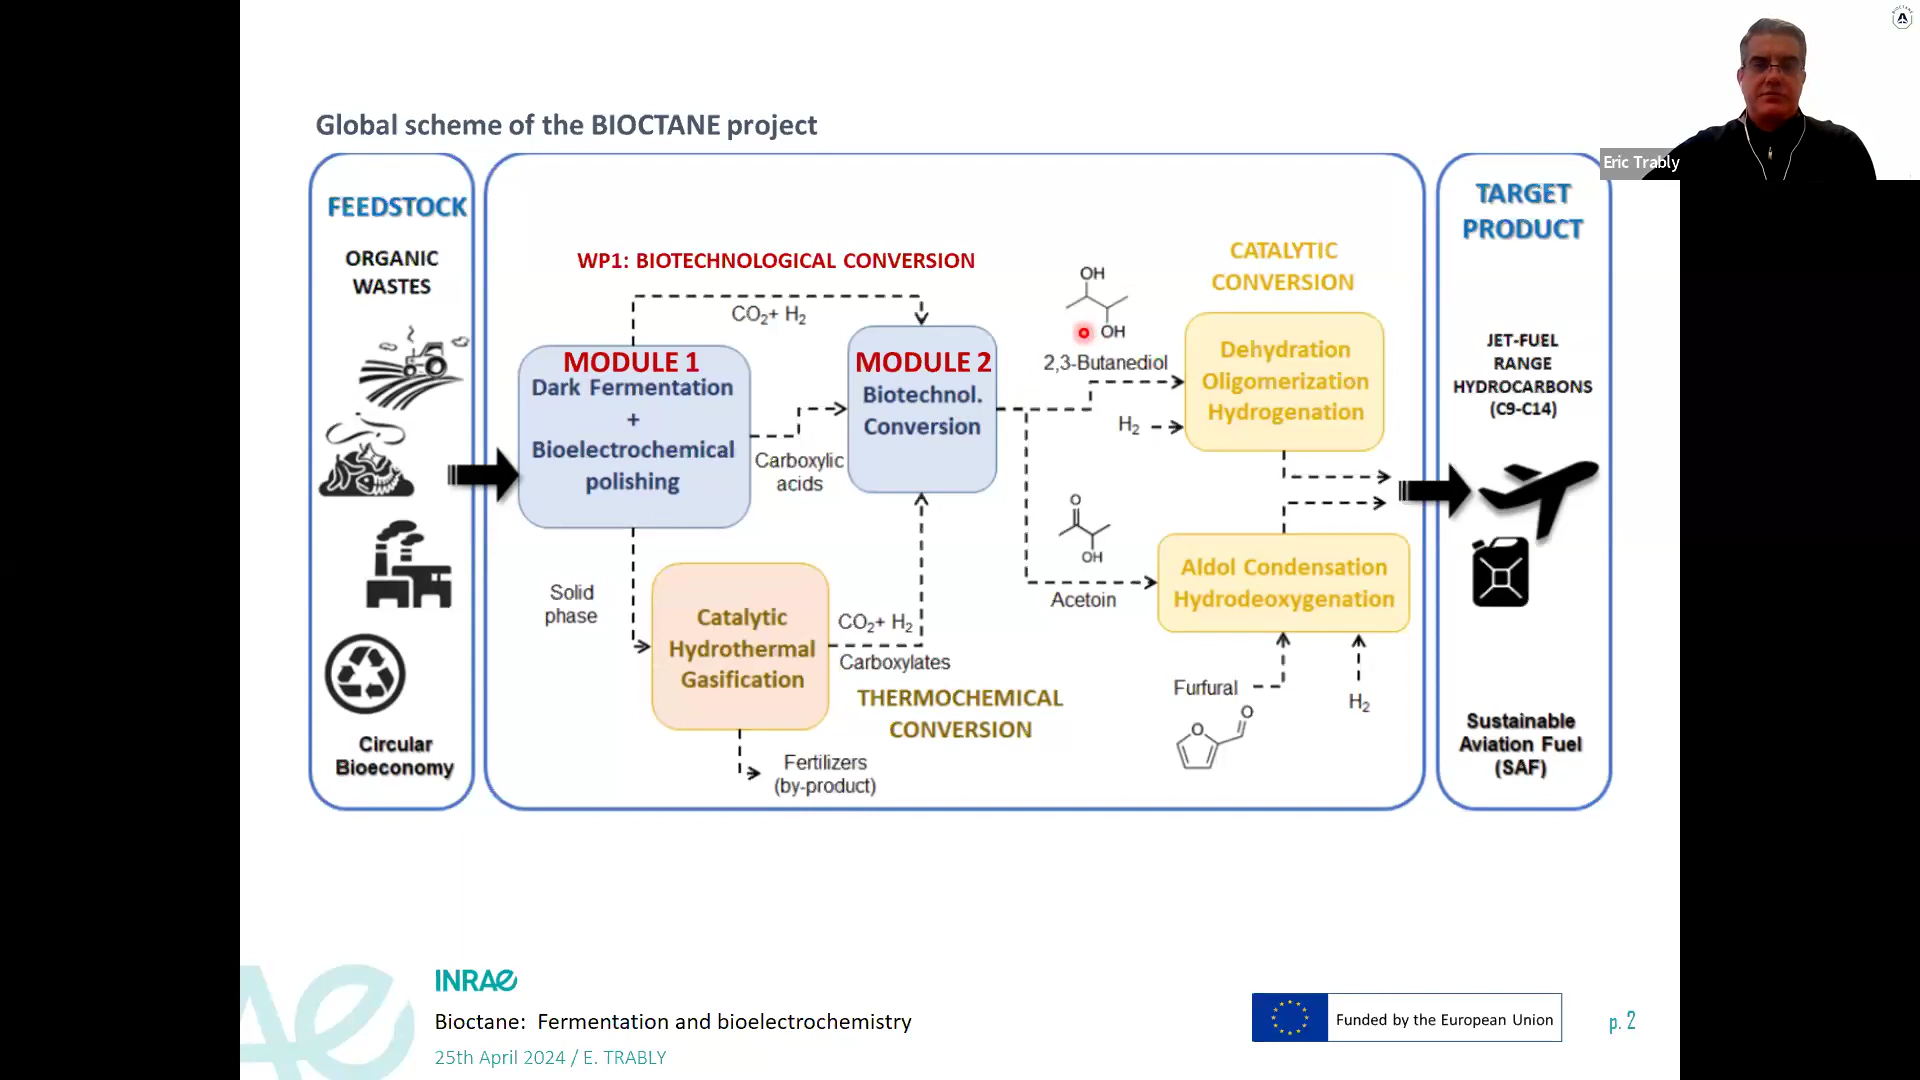 Global scheme of the BIOCTANE project
Eric Trably
FEEDSTOCK
ORGANIC
WASTES
Circular
Bioeconomy
WP1: BIOTECHNOLOGICAL CONVERSION
CO2+ H2
MODULE 1
Dark Fermentation
+
Bioelectrochemical
polishing
Carboxylic
acids
MODULE 2
Biotechnol.
Conversion
Solid
phase
Catalytic
Hydrothermal
Gasification
CO2+ H2
Carboxylates
THERMOCHEMICAL
CONVERSION
Fertilizers
(by-product)
OH
OH
2,3-Butanediol
H2
O
OH
Acetoin
CATALYTIC
CONVERSION
Dehydration
Oligomerization
Hydrogenation
Aldol Condensation
Hydrodeoxygenation
Furfural
O
O
H2
TARGET
PRODUCT
JET-FUEL
RANGE
HYDROCARBONS
(C9-C14)
Sustainable
Aviation Fuel
(SAF)
INRAE
Bioctane: Fermentation and bioelectrochemistry
25th April 2024 / E. TRABLY
Funded by the European Union
p. 2